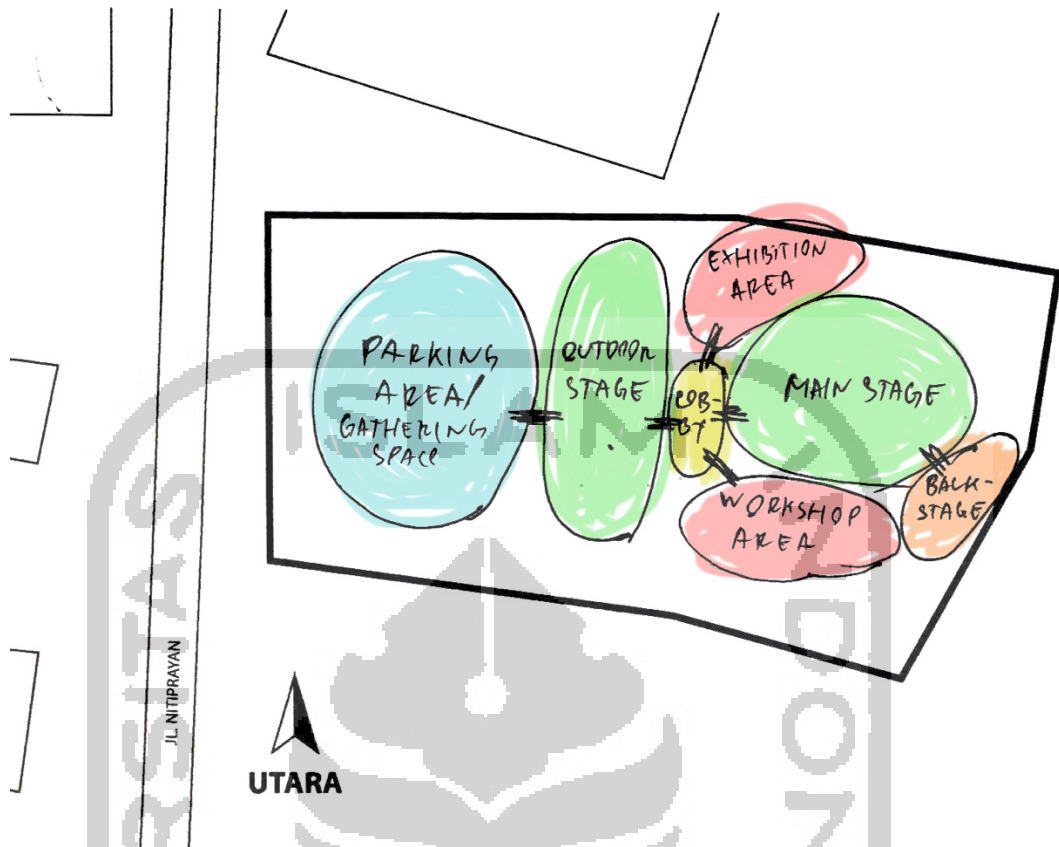 EXHIBITION
AREA
PARKING
AREA/
GATHERING
SPACE
OUTDOOR
STAGE
LOB-
BY
MAIN STAGE
BACK-
STAGE
WORKSHOP
AREA
JL. NITIPRAYAN
UTARA
ISLAM